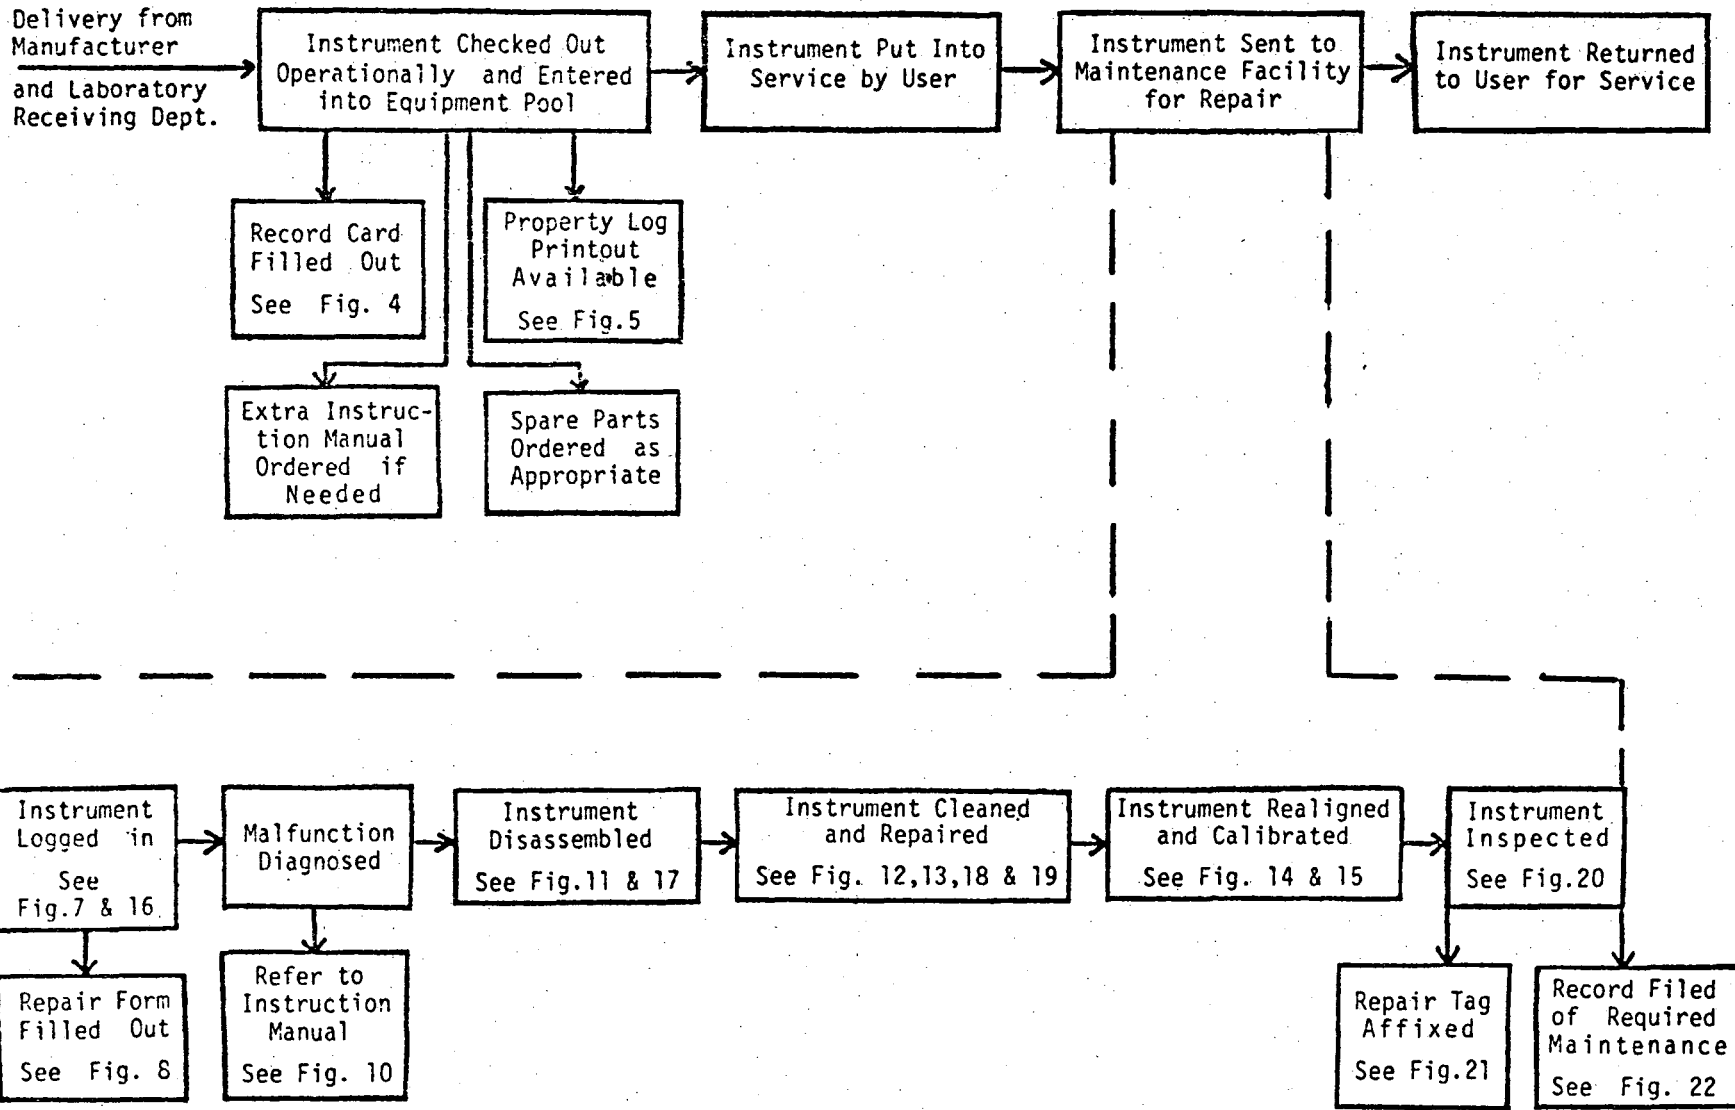 Delivery from
Manufacturer
and Laboratory
Receiving Dept.
Instrument Checked Out
Operationally and Entered
into Equipment Pool
Instrument Put Into
Service by User
Instrument Sent to
Maintenance Facility
for Repair
Instrument Returned
to User for Service
Record Card
Filled Out
See Fig. 4
Property Log
Printout
Available
See Fig.5
Extra Instruc-
tion Manual
Ordered if
Needed
Spare Parts
Ordered as
Appropriate
Instrument
Logged in
See
Fig.7 & 16
Malfunction
Diagnosed
Instrument
Disassembled
See Fig.11 & 17
Instrument Cleaned
and Repaired
See Fig. 12,13,18 & 19
Instrument Realigned
and Calibrated
See Fig. 14 & 15
Instrument
Inspected
See Fig.20
Repair Form
Filled Out
See Fig. 8
Refer to
Instruction
Manual
See Fig. 10
Repair Tag
Affixed
See Fig.21
Record Filed
of Required
Maintenance
See Fig. 22